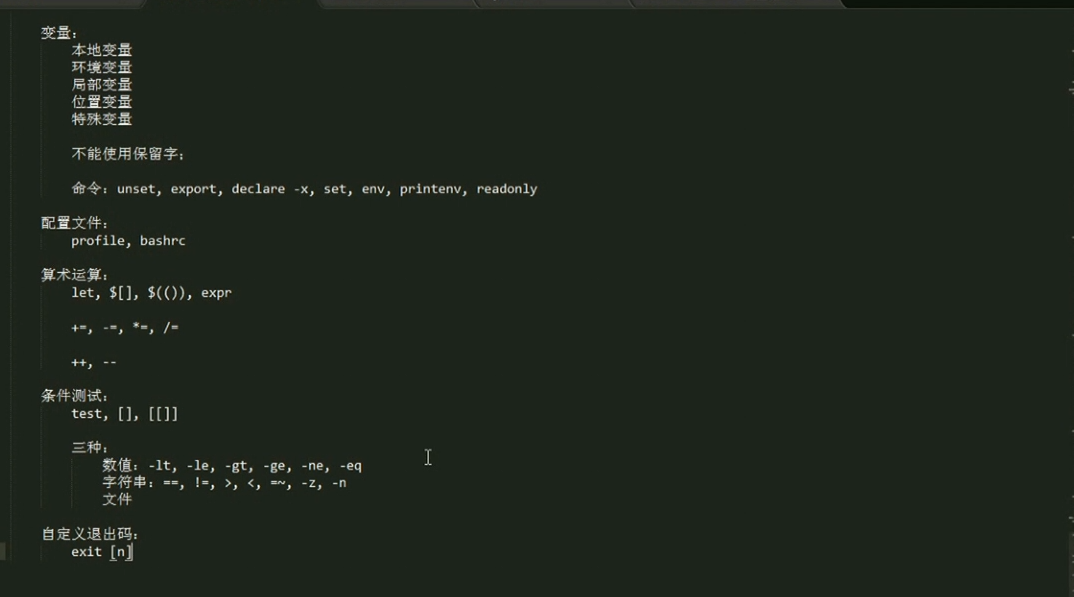 变量：
本地变量
环境变量
局部变量
位置变量
特殊变量
不能使用保留字；
命令：unset, export, declare -x, set, env, printenv, readonly
配置文件：
profile, bashrc
算术运算：
let, $[], $(()), expr
+=, -=, *=, /=
++, --
条件测试：
test, [], [[]]
三种：
数值：-lt, -le, -gt, -ge, -ne, -eq
字符串：==, !=, >, <, =~, -z, -n
文件
自定义退出码：
exit [n]